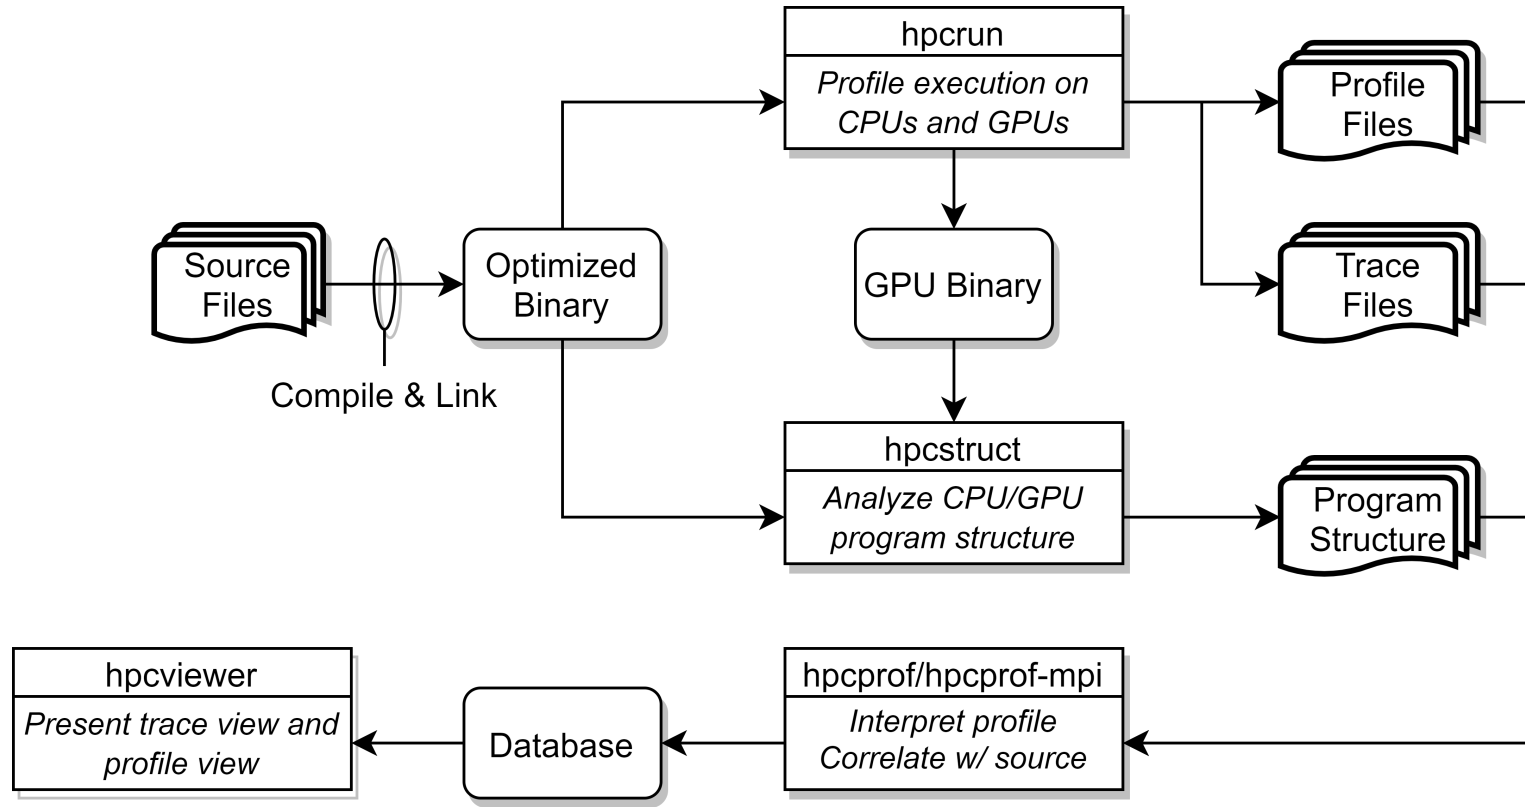 hpcrun
Profile execution on
CPUs and GPUs
Profile
Files
Source
Files
Optimized
Binary
GPU Binary
Trace
Files
Compile & Link
hpcstruct
Analyze CPU/GPU
program structure
Program
Structure
hpcviewer
Present trace view and
profile view
Database
hpcprof/hpcprof-mpi
Interpret profile
Correlate w/ source